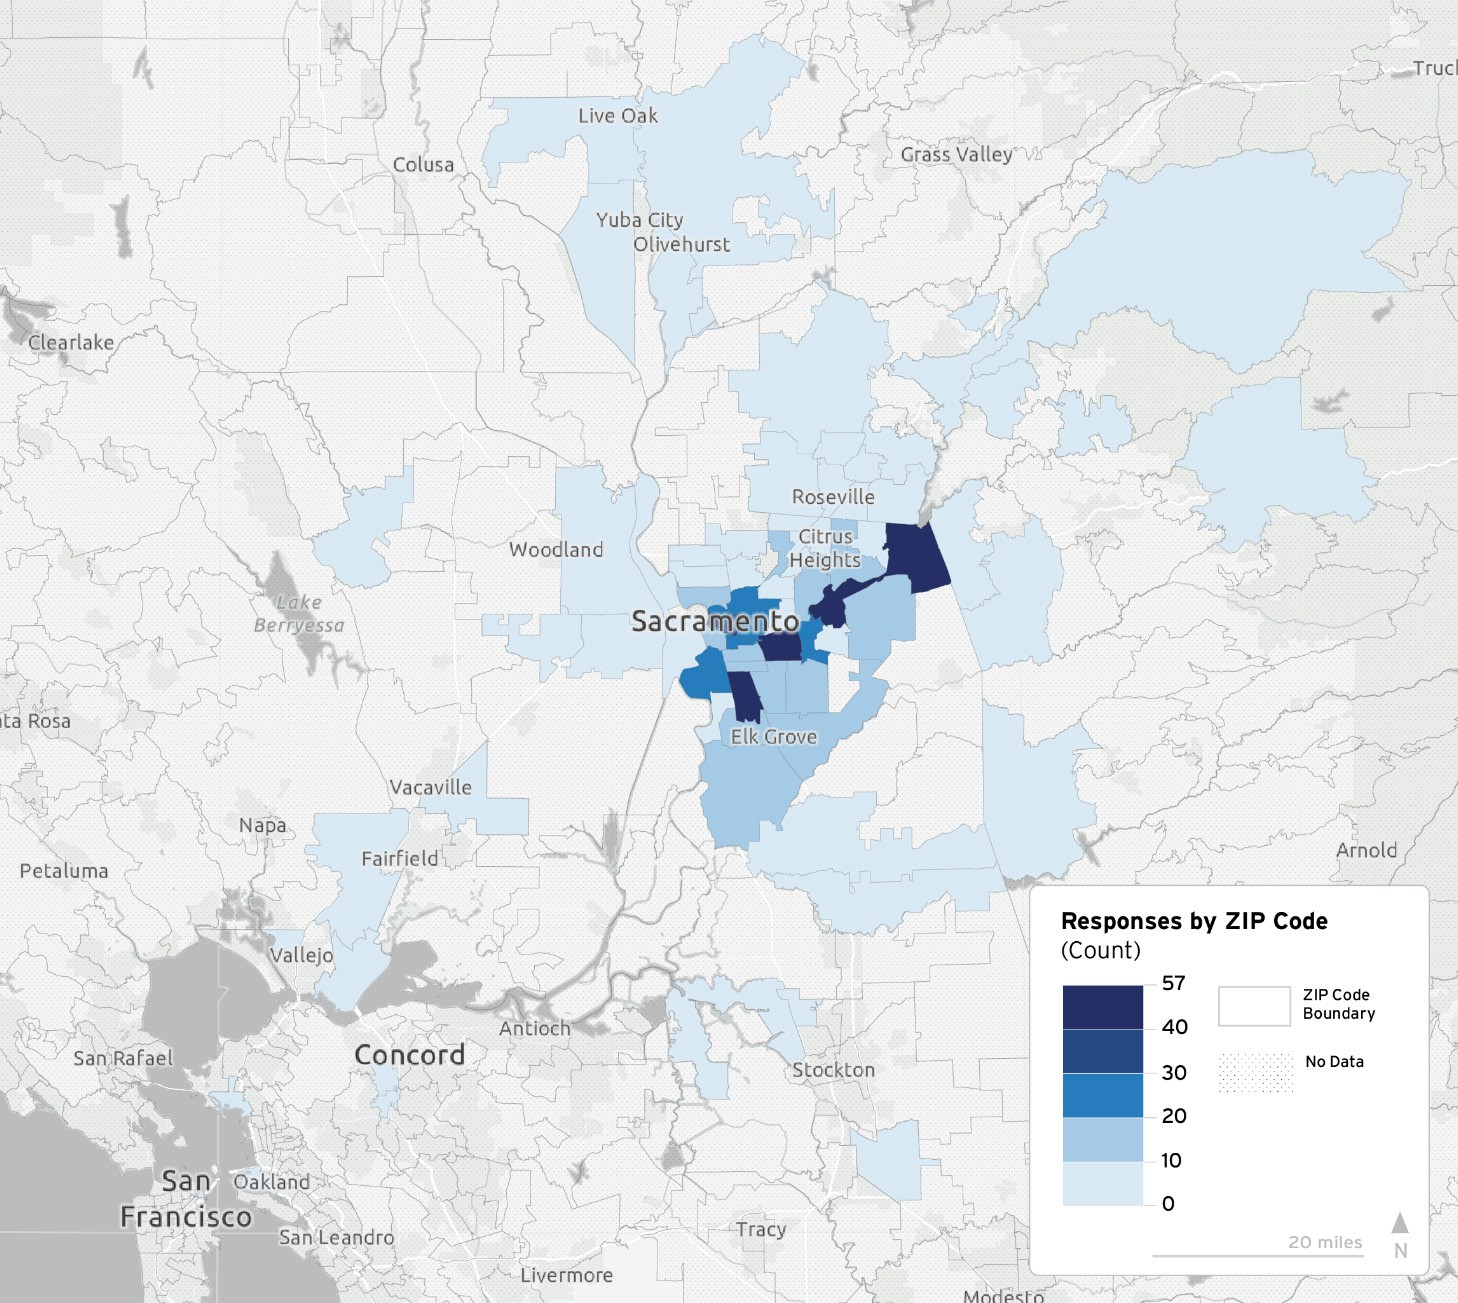 Truc
Live Oak
Grass Valley
Colusa
Yuba City
Olivehurst
Clearlake
Roseville
Citrus
Heights
Woodland
Lake
Berryessa
Sacramento
ta Rosa
Elk Grove
Vacaville
Napa
Fairfield
Arnold
Petaluma
Vallejo
Antioch
San Rafael
Concord
Stockton
San
Francisco
Oakland
San Leandro
Tracy
Livermore
Modesto
Responses by ZIP Code
(Count)
57
40
30
20
10
0
ZIP Code
Boundary
No Data
20 miles
N